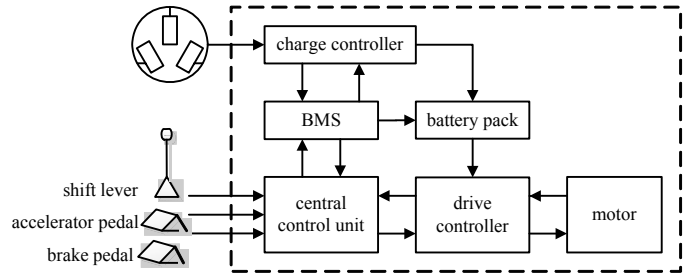 charge controller
BMS
battery pack
shift lever
accelerator pedal
brake pedal
central
control unit
drive
controller
motor